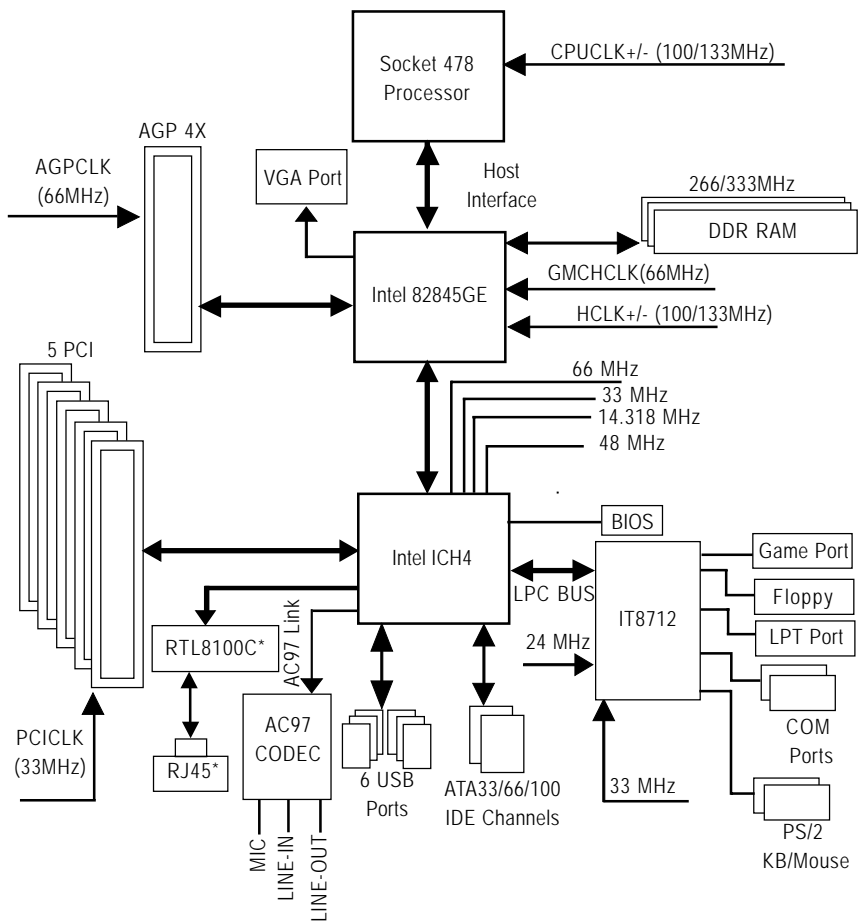 Socket 478
Processor
CPUCLK+/- (100/133MHz)
AGP 4X
AGPCLK
(66MHz)
VGA Port
Host
Interface
266/333MHz
DDR RAM
Intel 82845GE
GMCHCLK(66MHz)
HCLK+/- (100/133MHz)
5 PCI
66 MHz
33 MHz
14.318 MHz
48 MHz
Intel ICH4
BIOS
LPC BUS
IT8712
Game Port
Floppy
LPT Port
24 MHz
RTL8100C*
AC97 Link
COM
Ports
PCICLK
(33MHz)
RJ45*
AC97
CODEC
6 USB
Ports
ATA33/66/100
IDE Channels
33 MHz
PS/2
KB/Mouse
MIC
LINE-IN
LINE-OUT